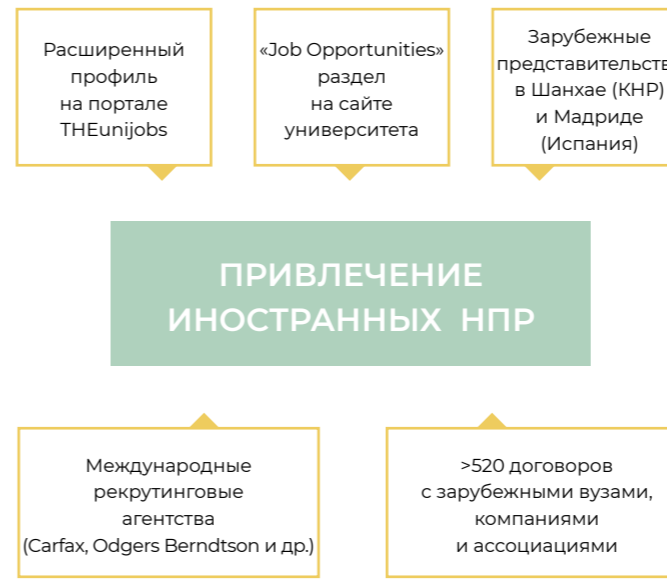 Расширенный
профиль
на портале
THEunijobs
«Job Opportunities»
раздел
на сайте
университета
Зарубежные
представительств
в Шанхае (КНР)
и Мадриде
(Испания)
ПРИВЛЕЧЕНИЕ
ИНОСТРАННЫХ НПР
Международные
рекрутинговые
агентства
(Carfax, Odgers Berndtson и др.)
>520 договоров
с зарубежными вузами,
компаниями
и ассоциациями